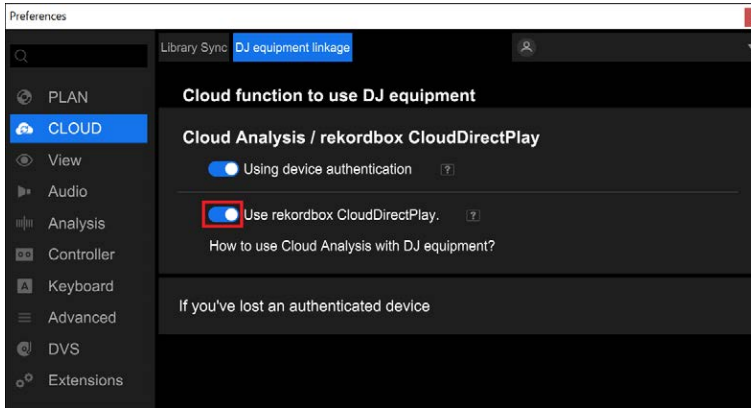 Preferences
Library Sync DJ equipment linkage
PLAN
CLOUD
View
Audio
Analysis
Controller
A Keyboard
Advanced
DVS
Extensions
Cloud function to use DJ equipment
Cloud Analysis / rekordbox CloudDirectPlay
Using device authentication ?
Use rekordbox CloudDirectPlay. ?
How to use Cloud Analysis with DJ equipment?
If you've lost an authenticated device